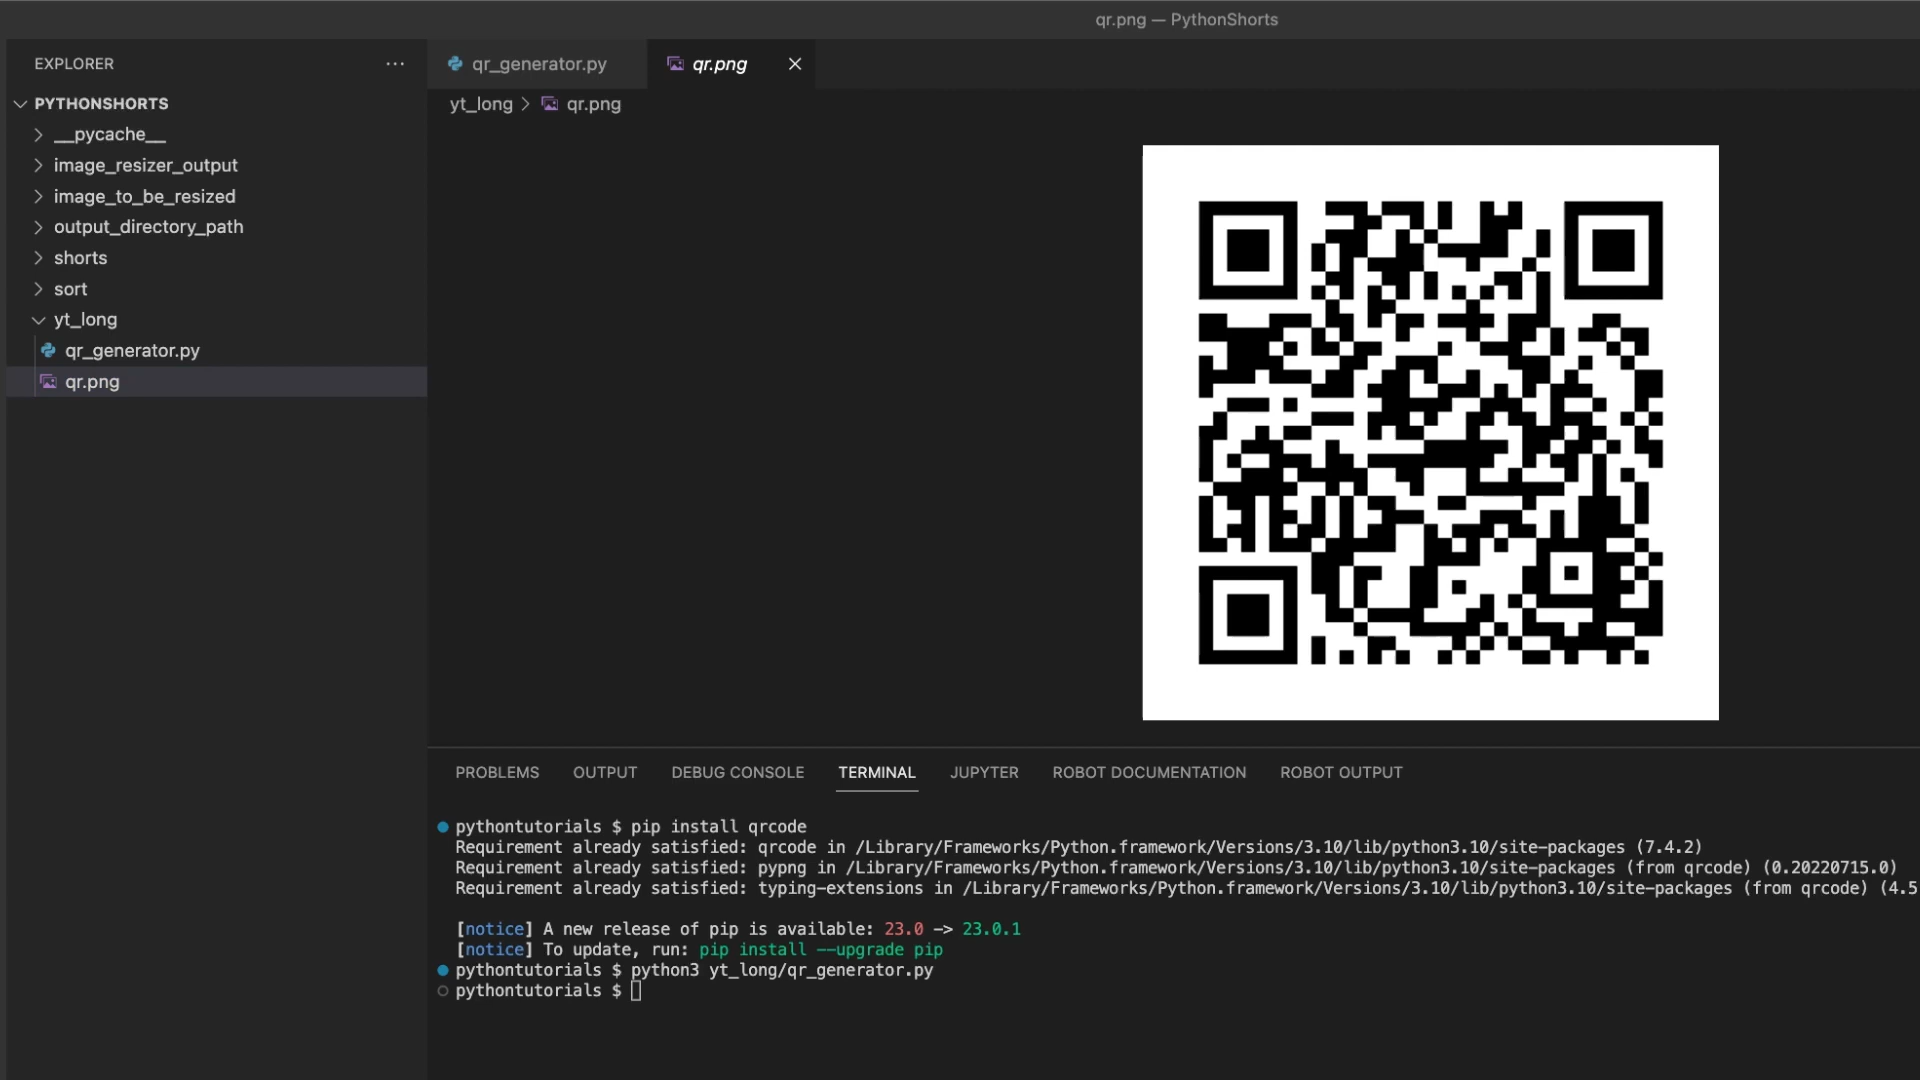 qr.png — PythonShorts
EXPLORER
qr_generator.py
qr.png
PYTHONSHORTS
yt_long > qr.png
__pycache__
image_resizer_output
image_to_be_resized
output_directory_path
shorts
sort
yt_long
qr_generator.py
qr.png
PROBLEMS OUTPUT DEBUG CONSOLE TERMINAL JUPYTER ROBOT DOCUMENTATION ROBOT OUTPUT
pythontutorials $ pip install qrcode
Requirement already satisfied: qrcode in /Library/Frameworks/Python.framework/Versions/3.10/lib/python3.10/site-packages (7.4.2)
Requirement already satisfied: pypng in /Library/Frameworks/Python.framework/Versions/3.10/lib/python3.10/site-packages (from qrcode) (0.20220715.0)
Requirement already satisfied: typing-extensions in /Library/Frameworks/Python.framework/Versions/3.10/lib/python3.10/site-packages (from qrcode) (4.5
[notice] A new release of pip is available: 23.0 -> 23.0.1
[notice] To update, run: pip install --upgrade pip
pythontutorials $ python3 yt_long/qr_generator.py
pythontutorials $